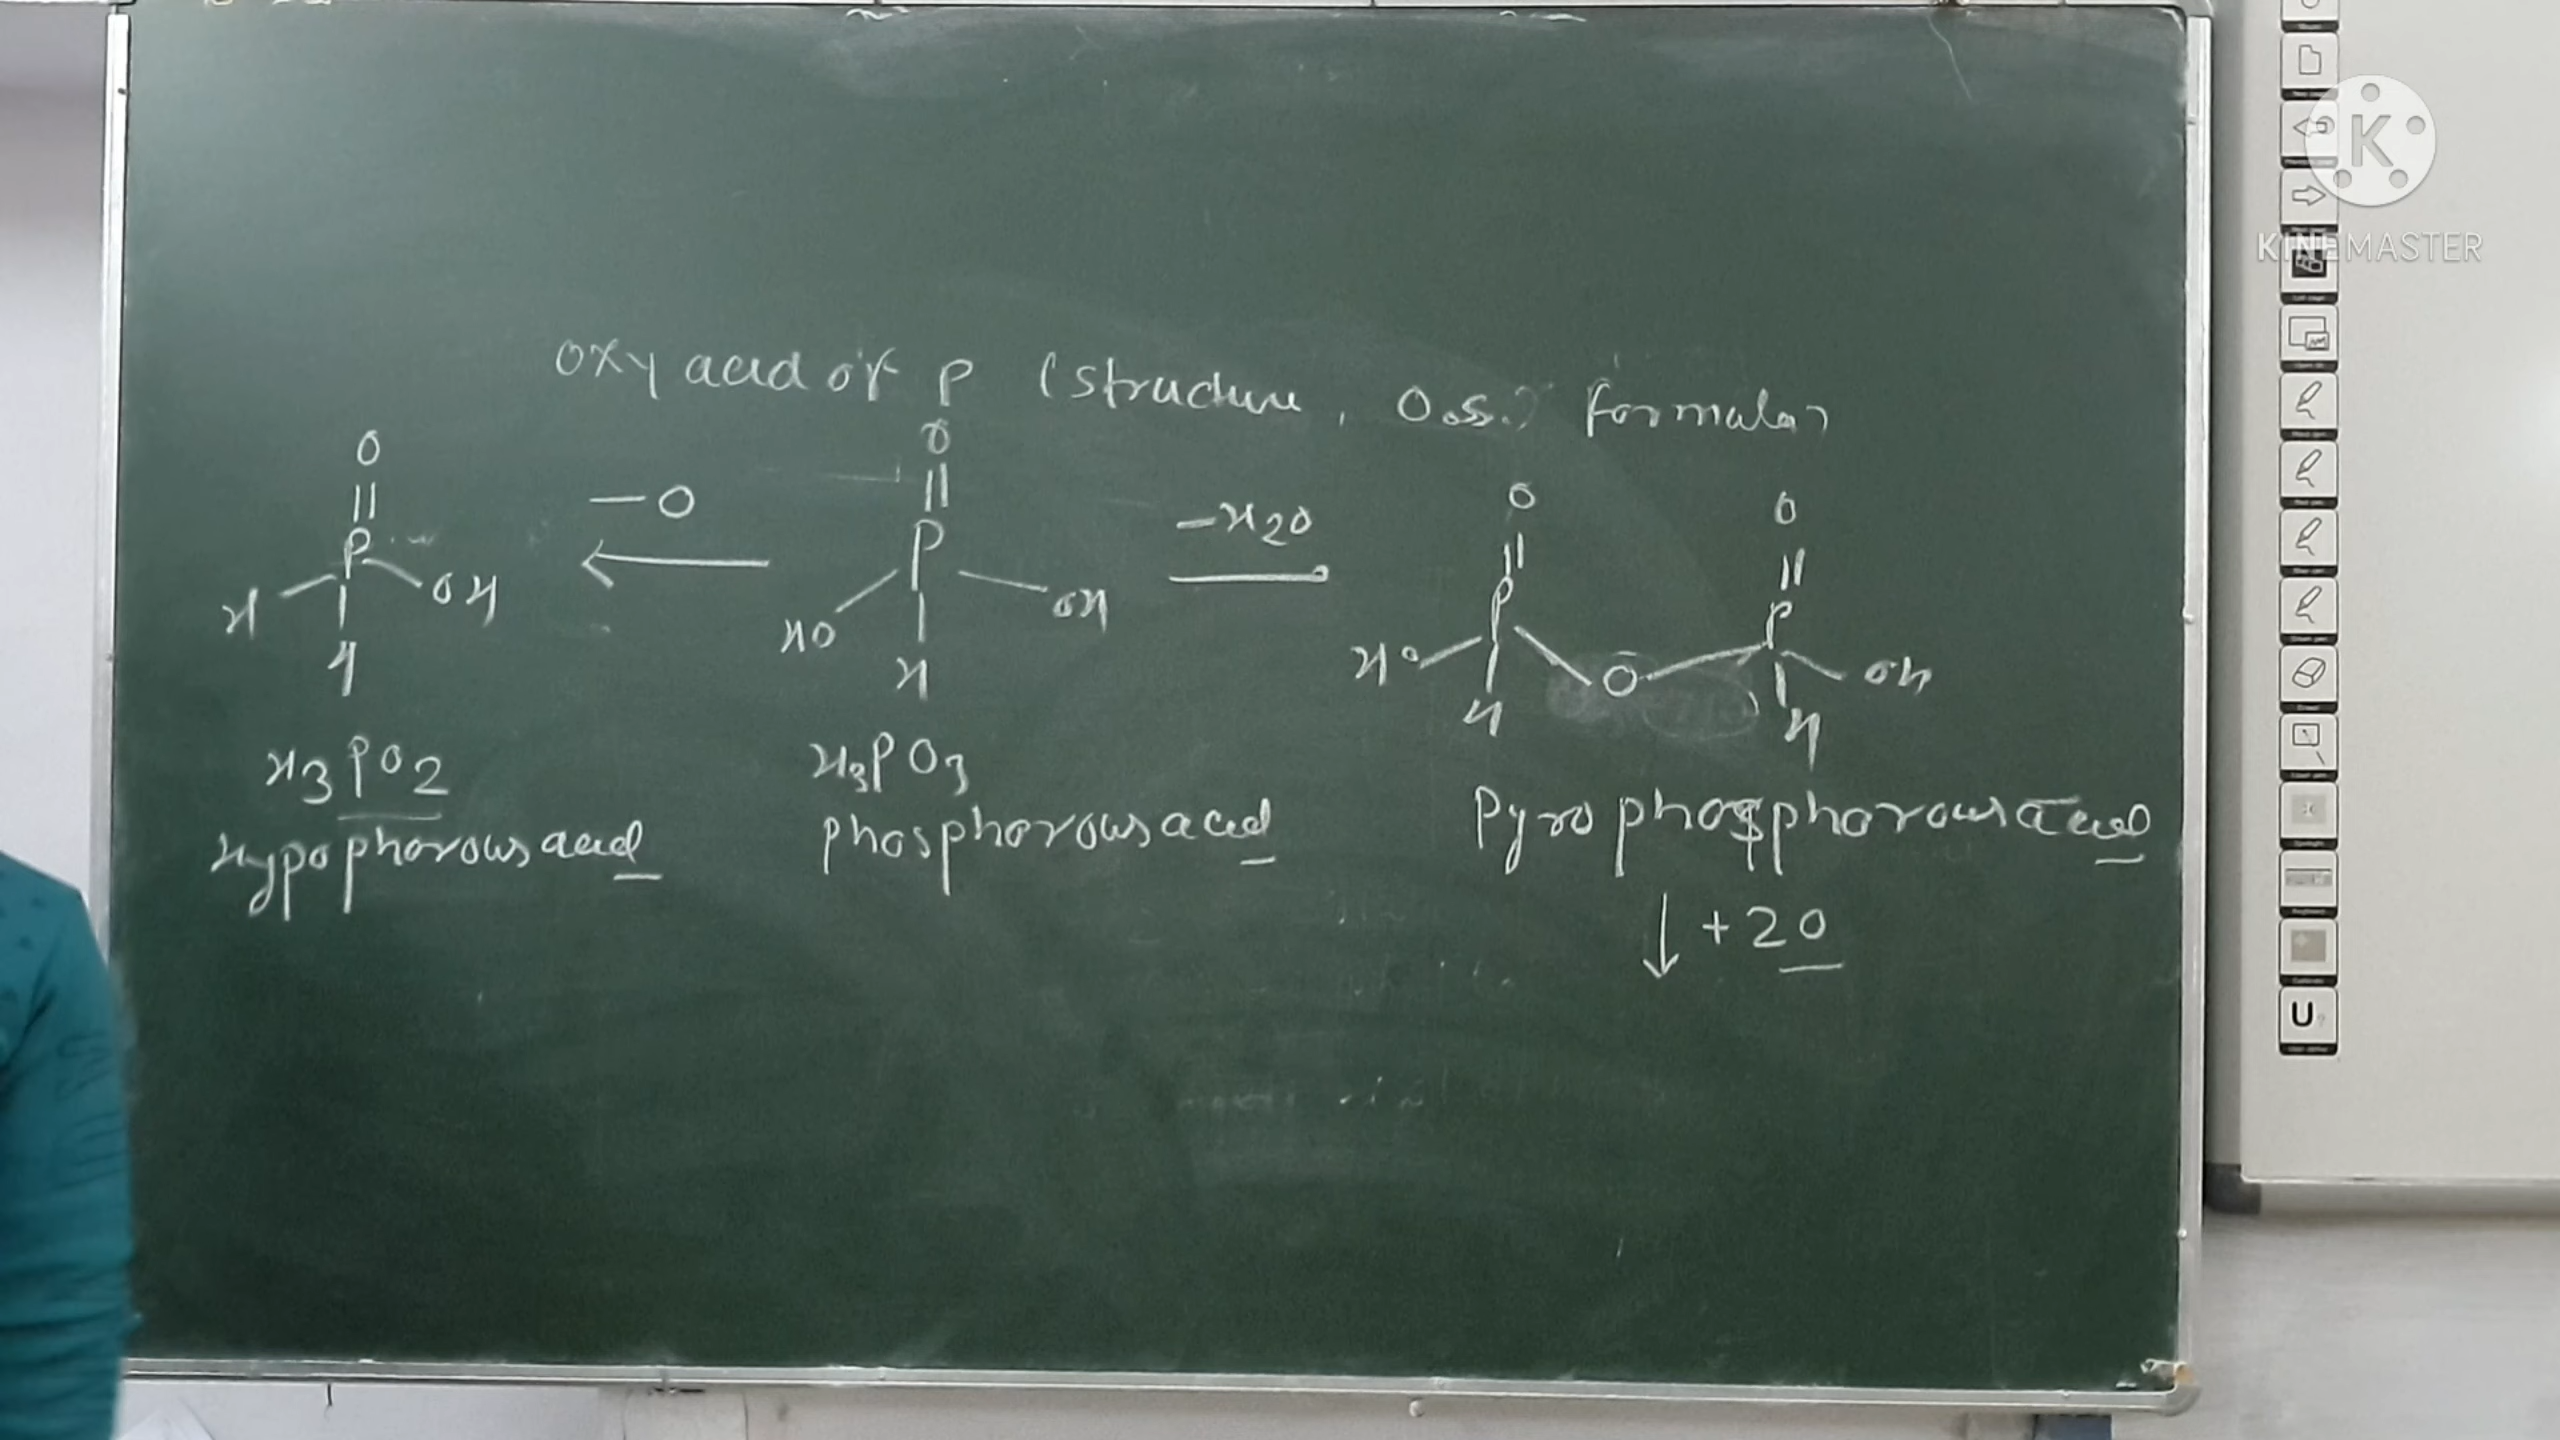 Oxy acid of P (structure, O.S., formula)
O
O
O
O
||
||
||
||
-O
-H2O
P
P
P
P
H
OH
HO
OH
HO
O
OH
H
H
H
H
H3PO2
H3PO3
Hypophorous acid
phosphorous acid
Pyrophosphorous acid
↓ + 2O
K
KINEMASTER
U